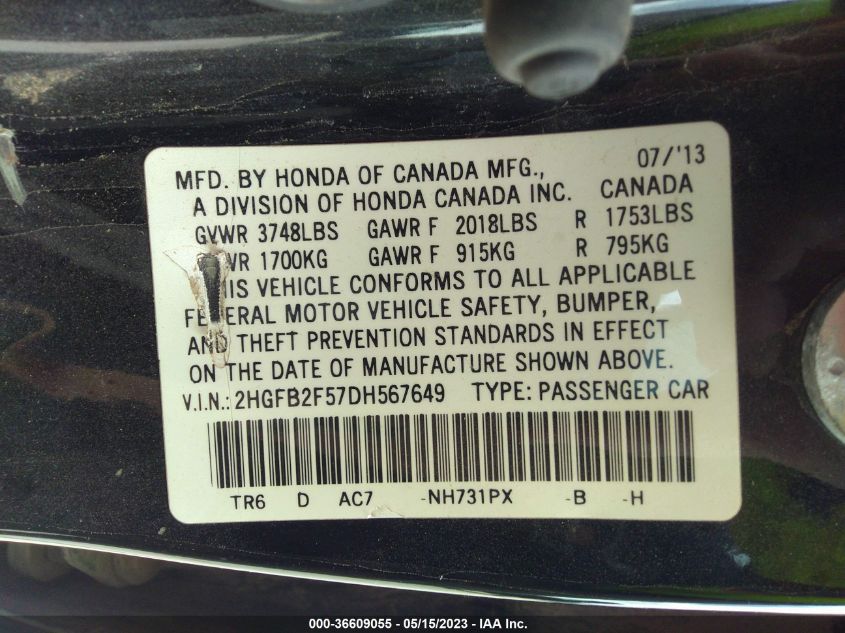 MFD. BY HONDA OF CANADA MFG., 07/'13
A DIVISION OF HONDA CANADA INC. CANADA
GVWR 3748LBS GAWR F 2018LBS R 1753LBS
VR 1700KG GAWR F 915KG R 795KG
IS VEHICLE CONFORMS TO ALL APPLICABLE
FEDERAL MOTOR VEHICLE SAFETY, BUMPER,
AND THEFT PREVENTION STANDARDS IN EFFECT
ON THE DATE OF MANUFACTURE SHOWN ABOVE.
V.I.N.: 2HGFB2F57DH567649 TYPE: PASSENGER CAR
TR6 D AC7 -NH731PX -B -H
000-36609055 - 05/15/2023 - IAA Inc.